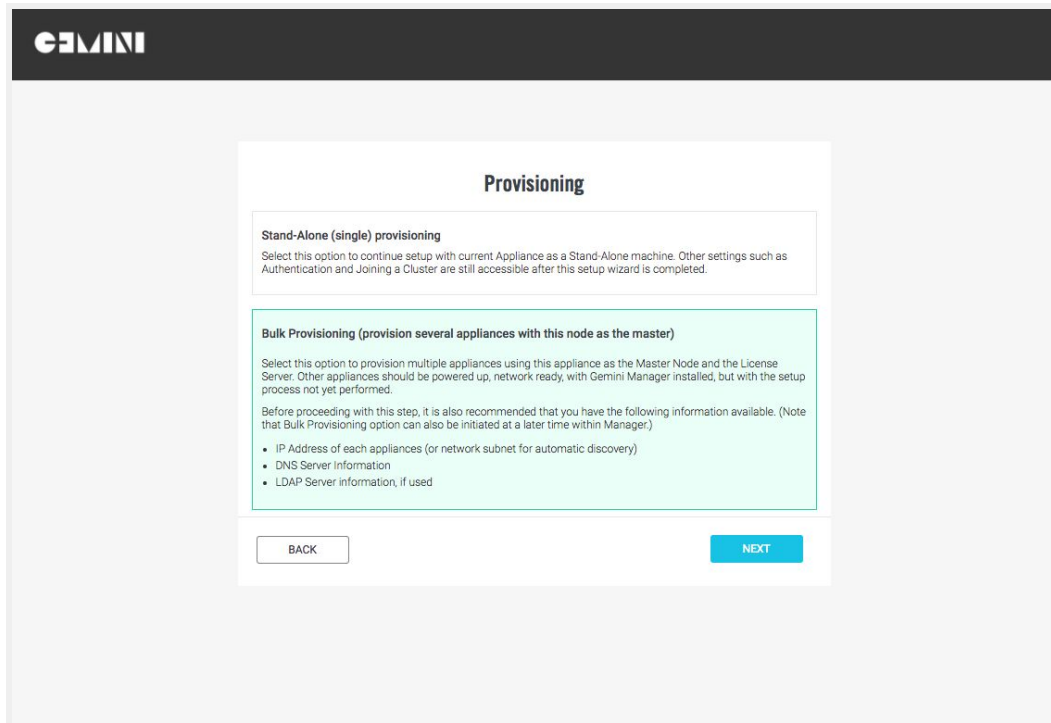 GEMINI
Provisioning
Stand-Alone (single) provisioning
Select this option to continue setup with current Appliance as a Stand-Alone machine. Other settings such as
Authentication and Joining a Cluster are still accessible after this setup wizard is completed.
Bulk Provisioning (provision several appliances with this node as the master)
Select this option to provision multiple appliances using this appliance as the Master Node and the License
Server. Other appliances should be powered up, network ready, with Gemini Manager installed, but with the setup
process not yet performed.
Before proceeding with this step, it is also recommended that you have the following information available. (Note
that Bulk Provisioning option can also be initiated at a later time within Manager.)
• IP Address of each appliances (or network subnet for automatic discovery)
• DNS Server Information
• LDAP Server information, if used
BACK
NEXT